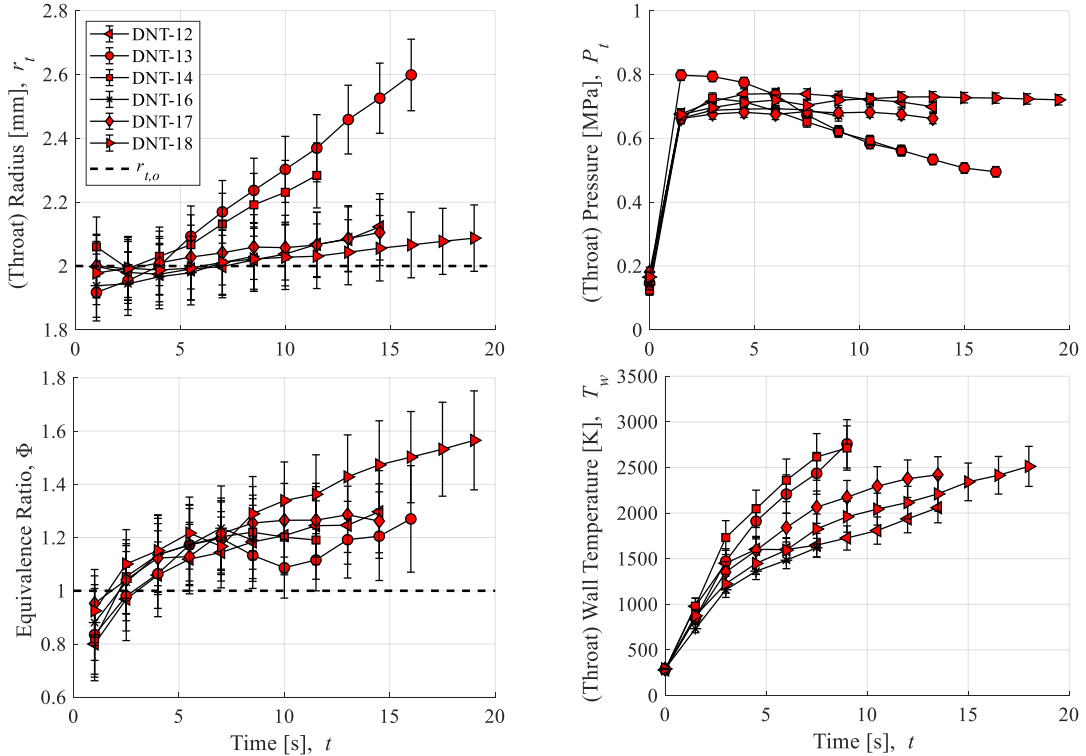 2.8
2.6
2.4
2.2
2
1.8
(Throat) Radius [mm], r_t
DNT-12
DNT-13
DNT-14
DNT-16
DNT-17
DNT-18
r_{t,o}
0 5 10 15 20
1
0.8
0.6
0.4
0.2
0
(Throat) Pressure [MPa], P_t
0 5 10 15 20
1.8
1.6
1.4
1.2
1
0.8
0.6
Equivalence Ratio, Φ
0 5 10 15 20
Time [s], t
3500
3000
2500
2000
1500
1000
500
0
(Throat) Wall Temperature [K], T_w
0 5 10 15 20
Time [s], t